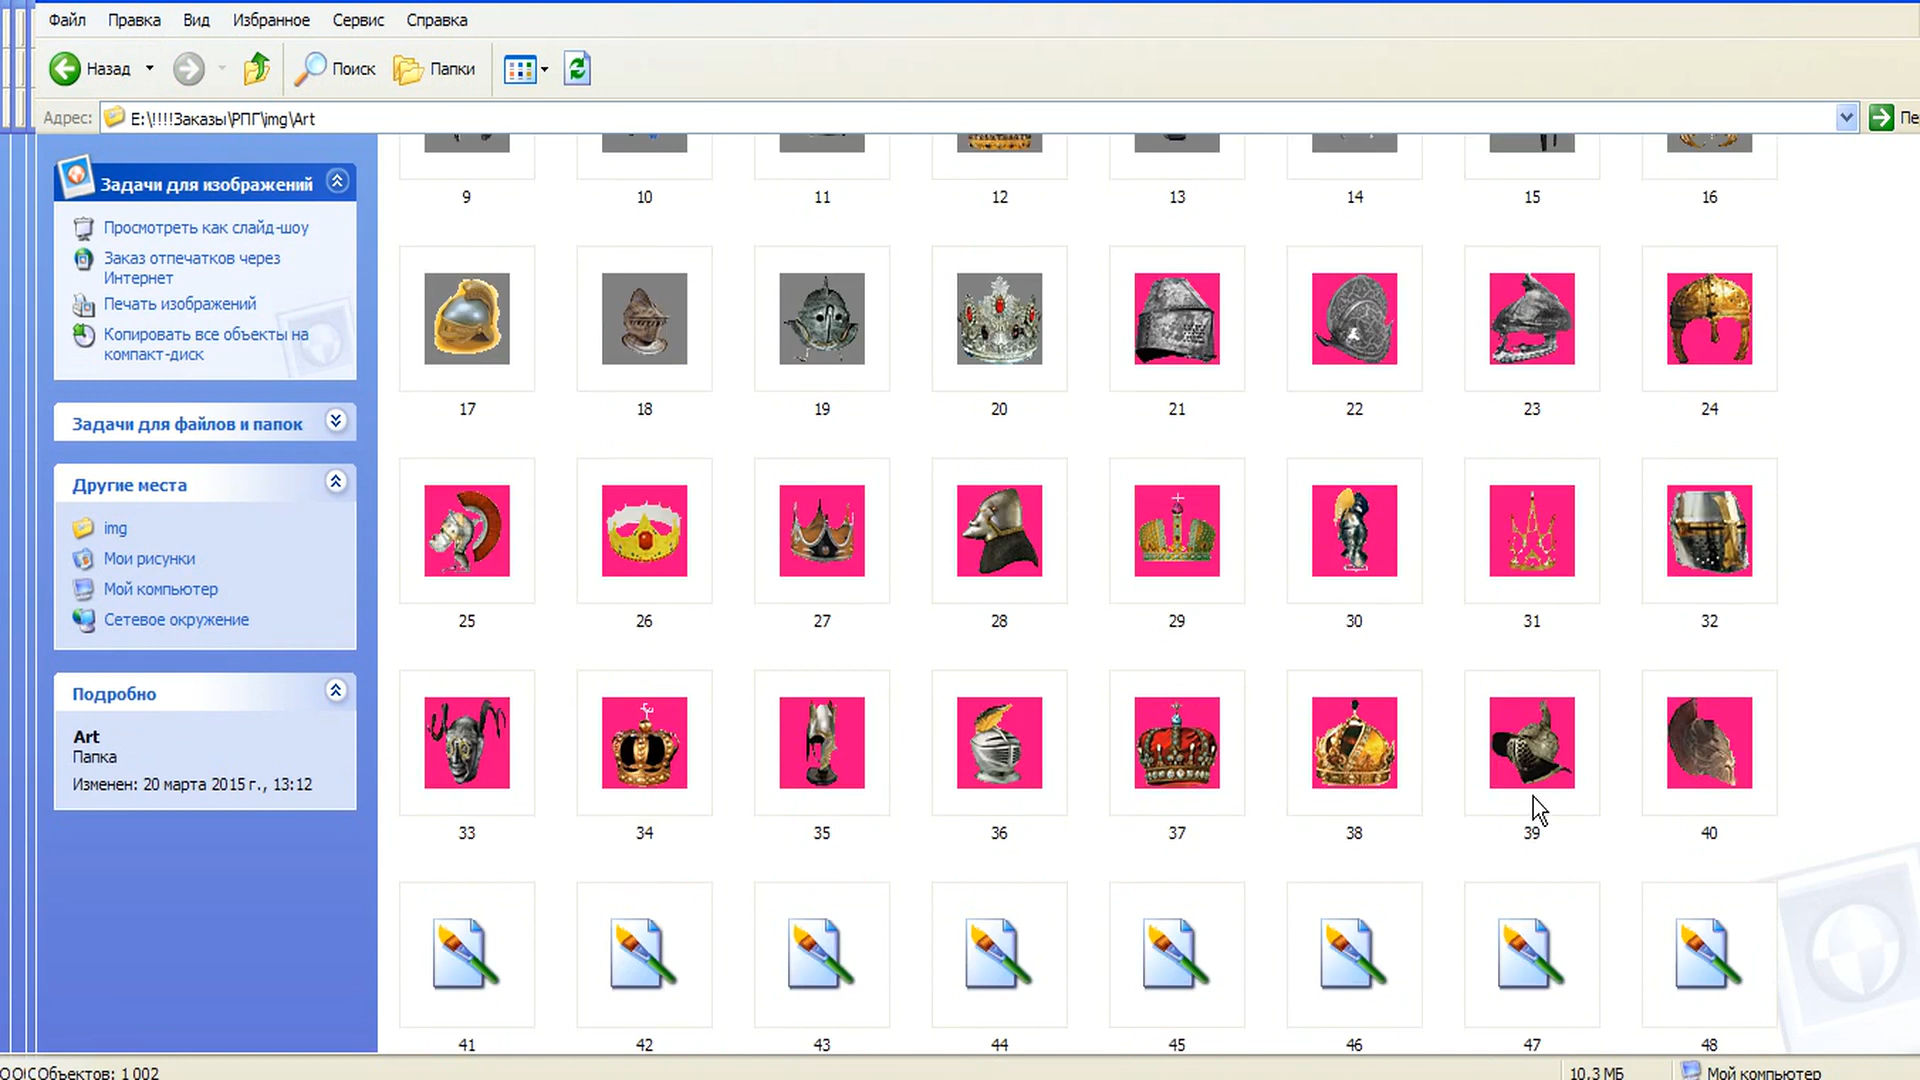 Файл Правка Вид Избранное Сервис Справка
Назад Поиск Папки
Адрес: E:\!!!!Заказы\РПГ\img\Art
Задачи для изображений
Просмотреть как слайд-шоу
Заказ отпечатков через
Интернет
Печать изображений
Копировать все объекты на
компакт-диск
Задачи для файлов и папок
Другие места
img
Мои рисунки
Мой компьютер
Сетевое окружение
Подробно
Art
Папка
Изменен: 20 марта 2015 г., 13:12
9 10 11 12 13 14 15 16
17 18 19 20 21 22 23 24
25 26 27 28 29 30 31 32
33 34 35 36 37 38 39 40
41 42 43 44 45 46 47 48
Объектов: 1 002
10,3 МБ Мой компьютер